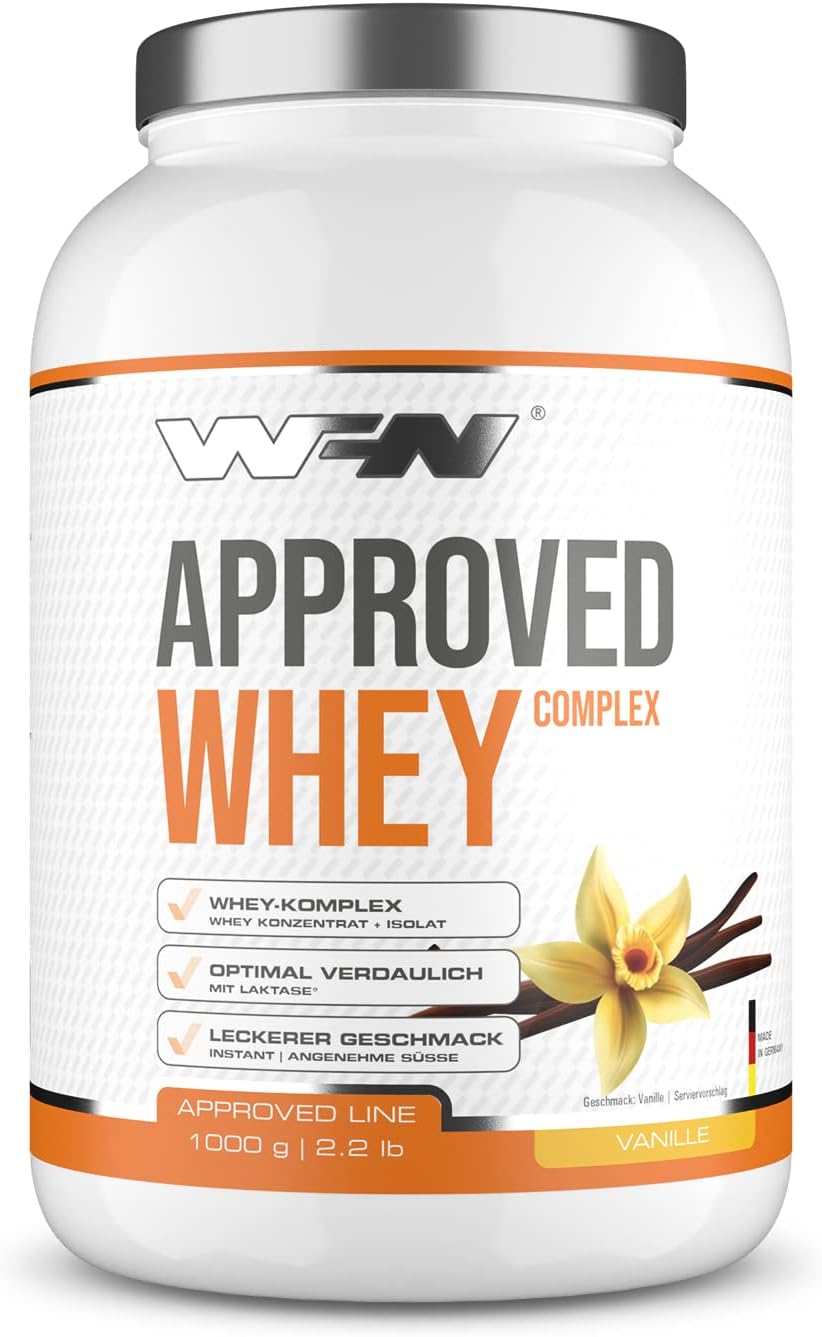 WFN®
APPROVED
WHEY COMPLEX
WHEY-KOMPLEX
WHEY KONZENTRAT + ISOLAT
OPTIMAL VERDAULICH
MIT LAKTASE°
LECKERER GESCHMACK
INSTANT | ANGENEHME SÜSSE
MADE
IN GERMANY
Geschmack: Vanille | Serviervorschlag
APPROVED LINE
1000 g | 2.2 lb
VANILLE